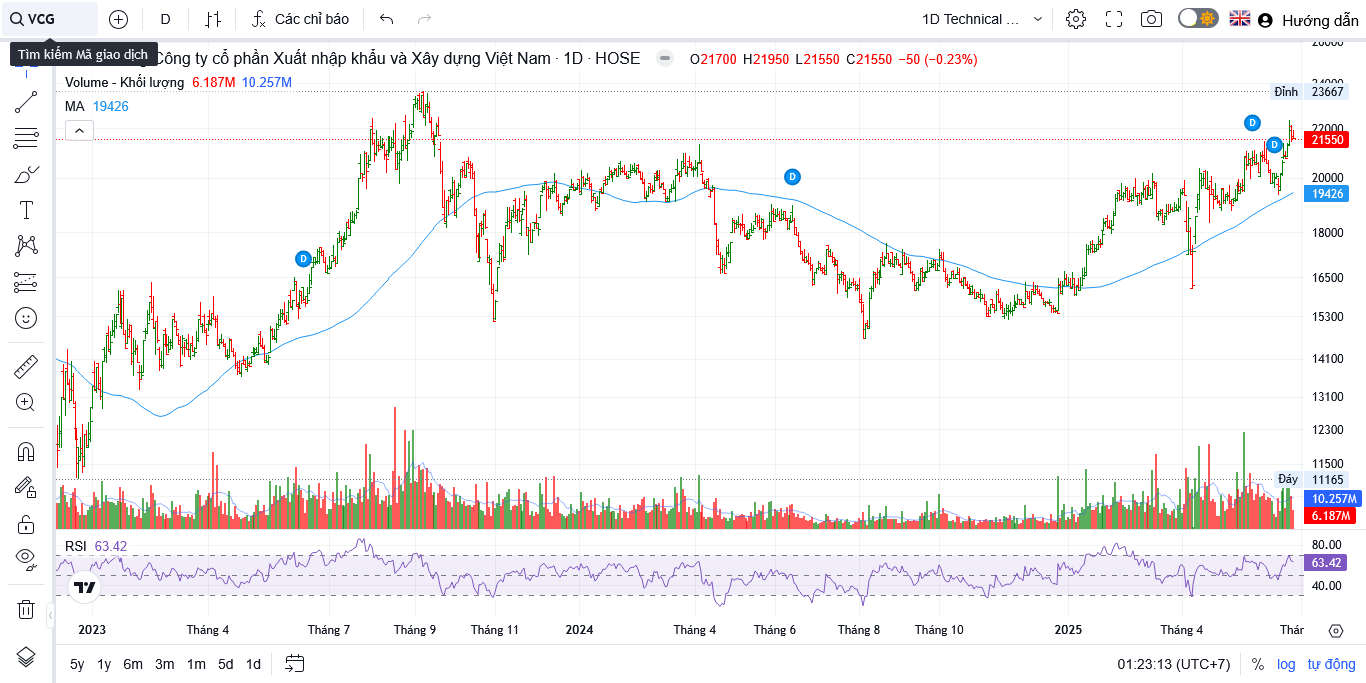 VCG
D
Các chỉ báo
1D Technical ...
Hướng dẫn
Tìm kiếm Mã giao dịch
Công ty cổ phần Xuất nhập khẩu và Xây dựng Việt Nam · 1D · HOSE
O21700 H21950 L21550 C21550 −50 (−0.23%)
Volume - Khối lượng 6.187M 10.257M
MA 19426
24000
Đỉnh 23667
22000
21550
20000
19426
18000
16500
15300
14100
13100
12300
11500
Đáy 11165
10.257M
6.187M
D
D
D
D
RSI 63.42
80.00
63.42
40.00
2023 Tháng 4 Tháng 7 Tháng 9 Tháng 11 2024 Tháng 4 Tháng 6 Tháng 8 Tháng 10 2025 Tháng 4 Thár
5y 1y 6m 3m 1m 5d 1d
01:23:13 (UTC+7) % log tự động